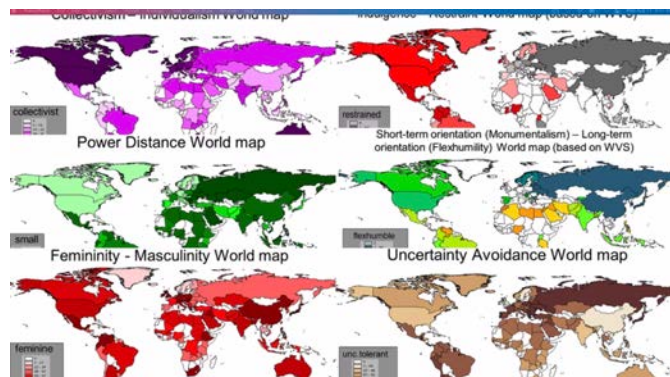 Collectivism – Individualism World map
Indulgence - Restraint World map (based on WVS)
collectivist
restrained
Power Distance World map
Short-term orientation (Monumentalism) – Long-term
orientation (Flexhumility) World map (based on WVS)
small
flexhumble
Femininity - Masculinity World map
Uncertainty Avoidance World map
feminine
unc.tolerant